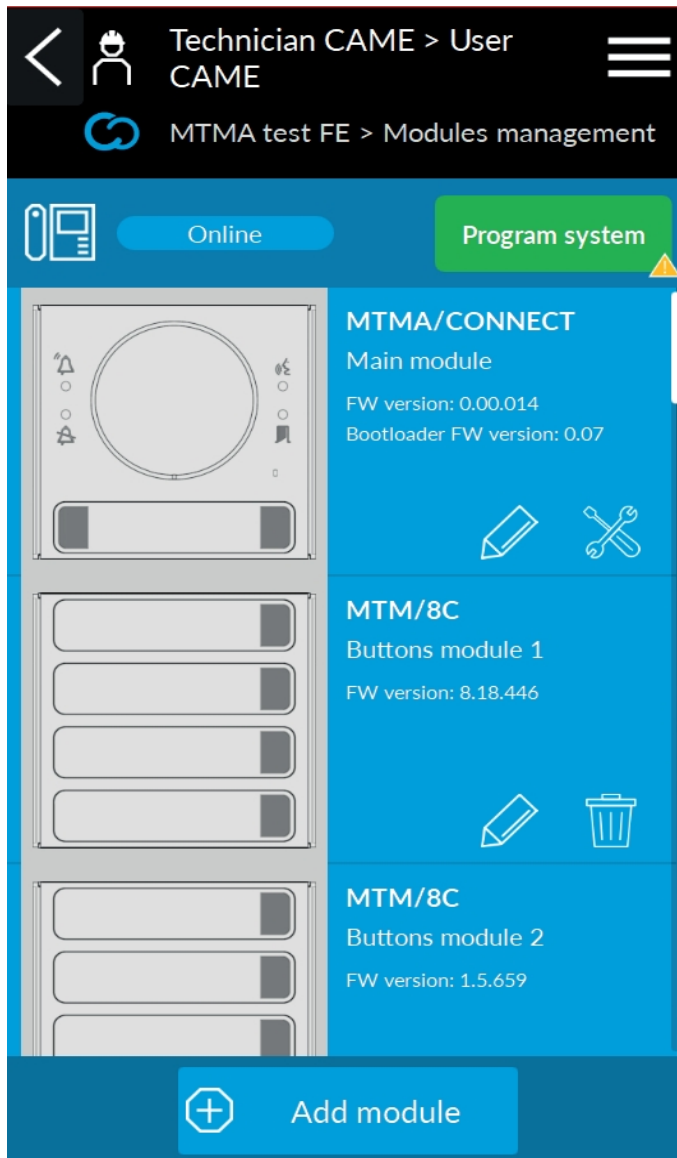 Technician CAME > User
CAME
MTMA test FE > Modules management
Online
Program system
MTMA/CONNECT
Main module
FW version: 0.00.014
Bootloader FW version: 0.07
MTM/8C
Buttons module 1
FW version: 8.18.446
MTM/8C
Buttons module 2
FW version: 1.5.659
Add module